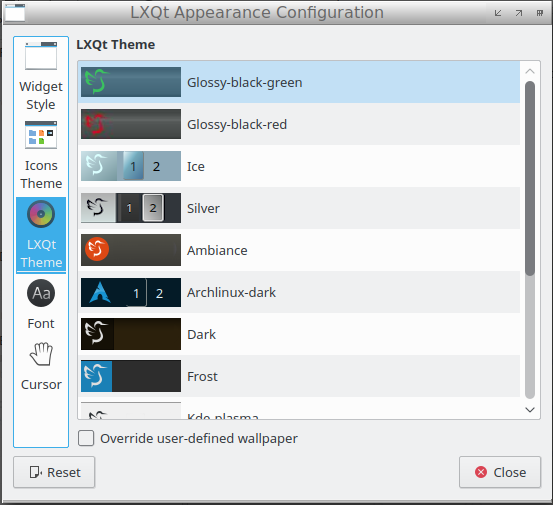 LXQt Appearance Configuration
Widget
Style
Icons
Theme
LXQt
Theme
Font
Aa
Cursor
LXQt Theme
Glossy-black-green
Glossy-black-red
1 2 Ice
1 2 Silver
Ambiance
1 2 Archlinux-dark
Dark
Frost
Kde-plasma
Override user-defined wallpaper
Reset
Close